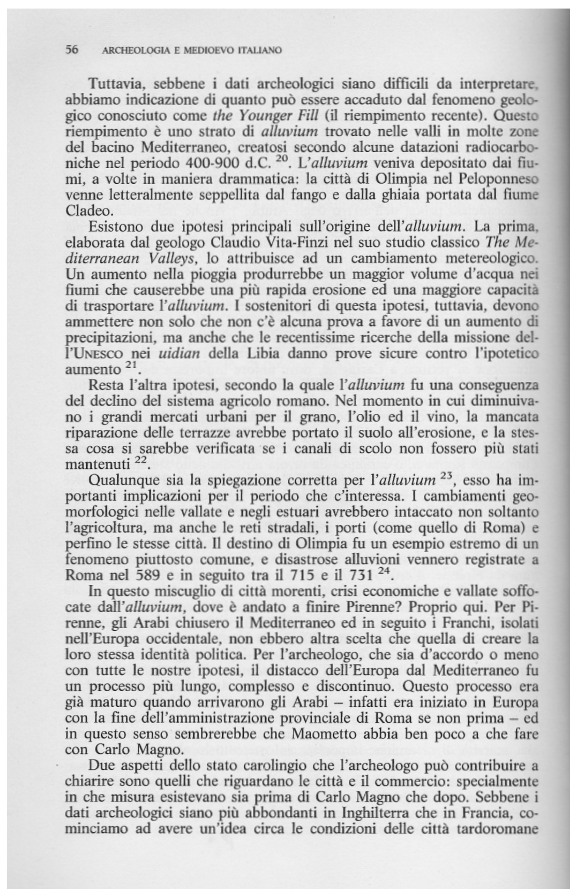 56 ARCHEOLOGIA E MEDIOEVO ITALIANO
Tuttavia, sebbene i dati archeologici siano difficili da interpretare,
abbiamo indicazione di quanto può essere accaduto dal fenomeno geolo-
gico conosciuto come the Younger Fill (il riempimento recente). Questo
riempimento è uno strato di alluvium trovato nelle valli in molte zone
del bacino Mediterraneo, creatosi secondo alcune datazioni radiocarbo-
niche nel periodo 400-900 d.C. 20. L'alluvium veniva depositato dai fiu-
mi, a volte in maniera drammatica: la città di Olimpia nel Peloponneso
venne letteralmente seppellita dal fango e dalla ghiaia portata dal fiume
Cladeo.
Esistono due ipotesi principali sull'origine dell'alluvium. La prima,
elaborata dal geologo Claudio Vita-Finzi nel suo studio classico The Me-
diterranean Valleys, lo attribuisce ad un cambiamento metereologico.
Un aumento nella pioggia produrrebbe un maggior volume d'acqua nei
fiumi che causerebbe una più rapida erosione ed una maggiore capacità
di trasportare l'alluvium. I sostenitori di questa ipotesi, tuttavia, devono
ammettere non solo che non c'è alcuna prova a favore di un aumento di
precipitazioni, ma anche che le recentissime ricerche della missione del-
l'UNESCO nei uidian della Libia danno prove sicure contro l'ipotetico
aumento 21.
Resta l'altra ipotesi, secondo la quale l'alluvium fu una conseguenza
del declino del sistema agricolo romano. Nel momento in cui diminuiva-
no i grandi mercati urbani per il grano, l'olio ed il vino, la mancata
riparazione delle terrazze avrebbe portato il suolo all'erosione, e la stes-
sa cosa si sarebbe verificata se i canali di scolo non fossero più stati
mantenuti 22.
Qualunque sia la spiegazione corretta per l'alluvium 23, esso ha im-
portanti implicazioni per il periodo che c'interessa. I cambiamenti geo-
morfologici nelle vallate e negli estuari avrebbero intaccato non soltanto
l'agricoltura, ma anche le reti stradali, i porti (come quello di Roma) e
perfino le stesse città. Il destino di Olimpia fu un esempio estremo di un
fenomeno piuttosto comune, e disastrose alluvioni vennero registrate a
Roma nel 589 e in seguito tra il 715 e il 731 24.
In questo miscuglio di città morenti, crisi economiche e vallate soffo-
cate dall'alluvium, dove è andato a finire Pirenne? Proprio qui. Per Pi-
renne, gli Arabi chiusero il Mediterraneo ed in seguito i Franchi, isolati
nell'Europa occidentale, non ebbero altra scelta che quella di creare la
loro stessa identità politica. Per l'archeologo, che sia d'accordo o meno
con tutte le nostre ipotesi, il distacco dell'Europa dal Mediterraneo fu
un processo più lungo, complesso e discontinuo. Questo processo era
già maturo quando arrivarono gli Arabi – infatti era iniziato in Europa
con la fine dell'amministrazione provinciale di Roma se non prima – ed
in questo senso sembrerebbe che Maometto abbia ben poco a che fare
con Carlo Magno.
Due aspetti dello stato carolingio che l'archeologo può contribuire a
chiarire sono quelli che riguardano le città e il commercio: specialmente
in che misura esistevano sia prima di Carlo Magno che dopo. Sebbene i
dati archeologici siano più abbondanti in Inghilterra che in Francia, co-
minciamo ad avere un'idea circa le condizioni delle città tardoromane